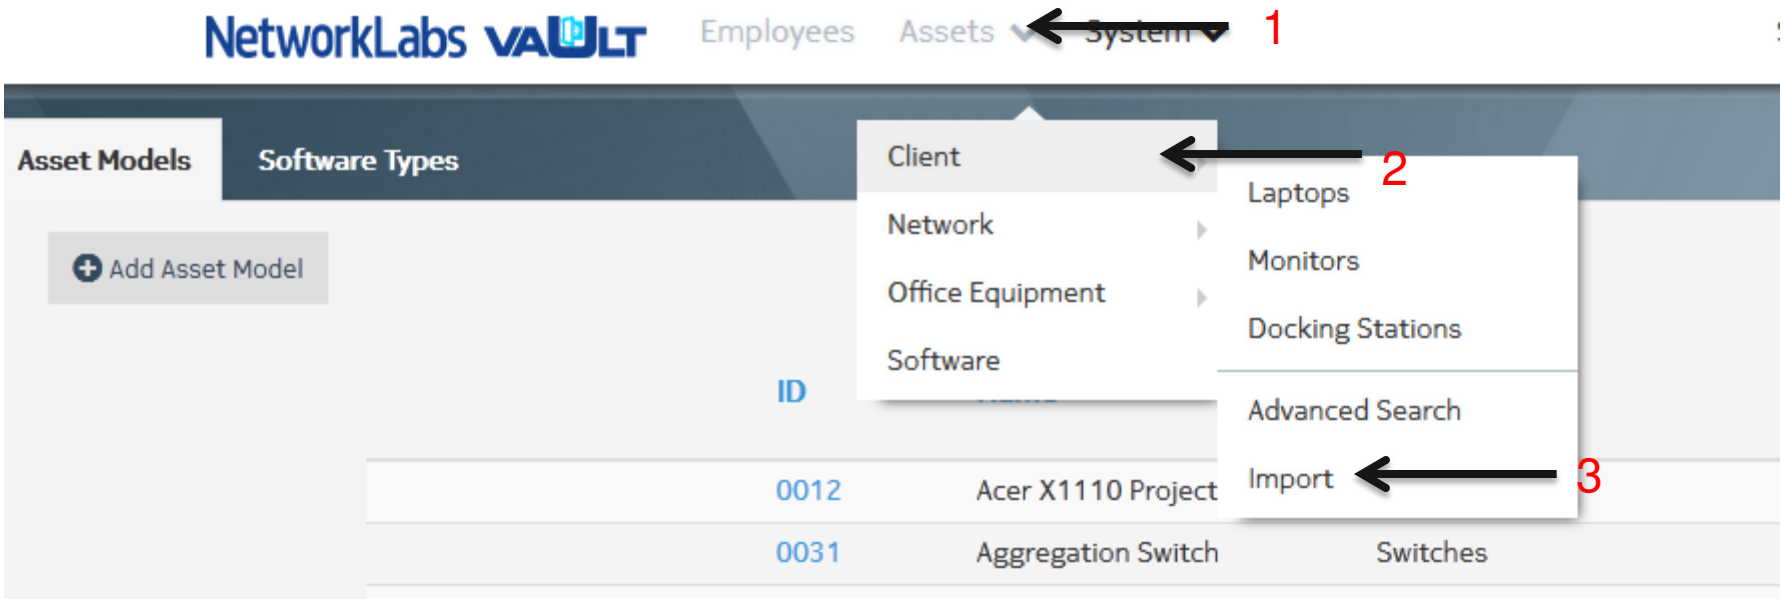 NetworkLabs VAULT Employees Assets System 1
Asset Models Software Types
Client 2
Laptops
Network
Monitors
Add Asset Model
Office Equipment
Docking Stations
Software
ID
Advanced Search
Import 3
0012 Acer X1110 Project
0031 Aggregation Switch Switches